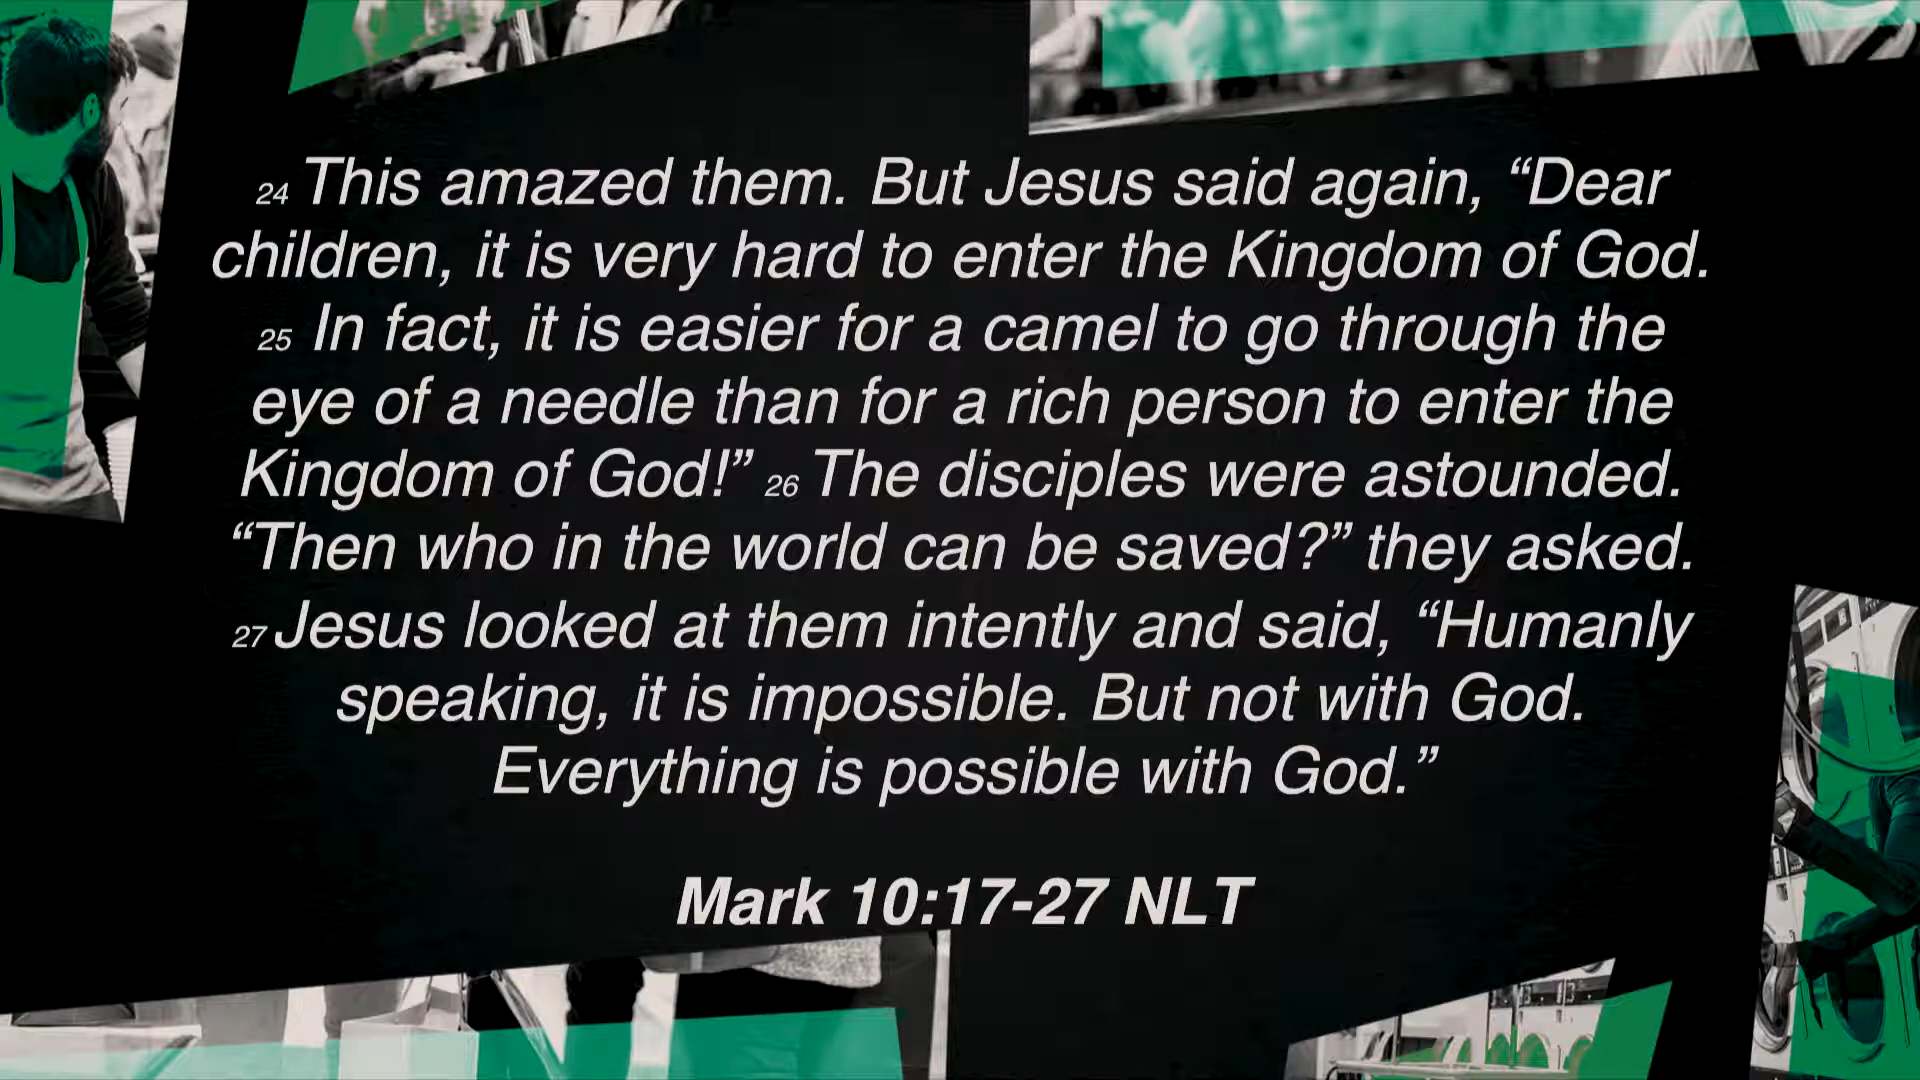 24 This amazed them. But Jesus said again, “Dear
children, it is very hard to enter the Kingdom of God.
25 In fact, it is easier for a camel to go through the
eye of a needle than for a rich person to enter the
Kingdom of God!” 26 The disciples were astounded.
“Then who in the world can be saved?” they asked.
27 Jesus looked at them intently and said, “Humanly
speaking, it is impossible. But not with God.
Everything is possible with God.”
Mark 10:17-27 NLT